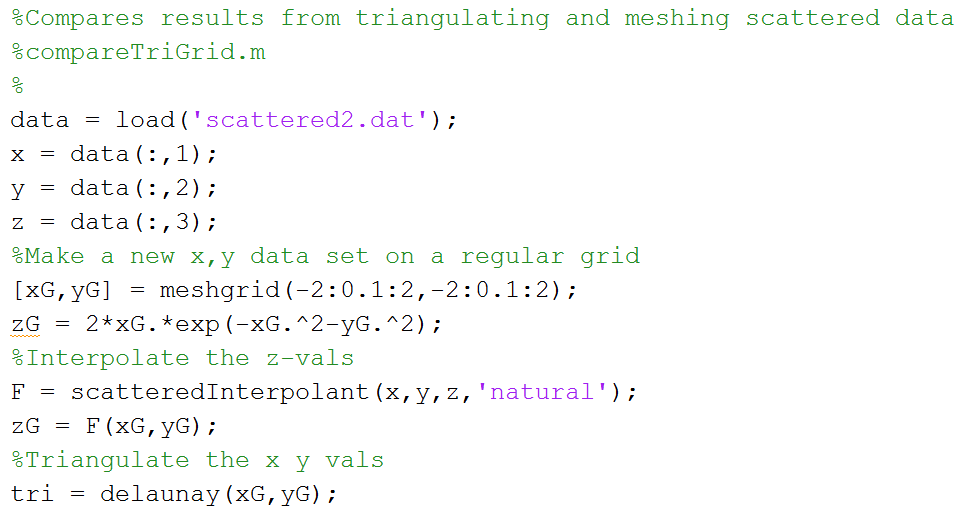 %Compares results from triangulating and meshing scattered data
%compareTriGrid.m
%
data = load('scattered2.dat');
x = data(:,1);
y = data(:,2);
z = data(:,3);
%Make a new x,y data set on a regular grid
[xG,yG] = meshgrid(-2:0.1:2,-2:0.1:2);
zG = 2*xG.*exp(-xG.^2-yG.^2);
%Interpolate the z-vals
F = scatteredInterpolant(x,y,z,'natural');
zG = F(xG,yG);
%Triangulate the x y vals
tri = delaunay(xG,yG);